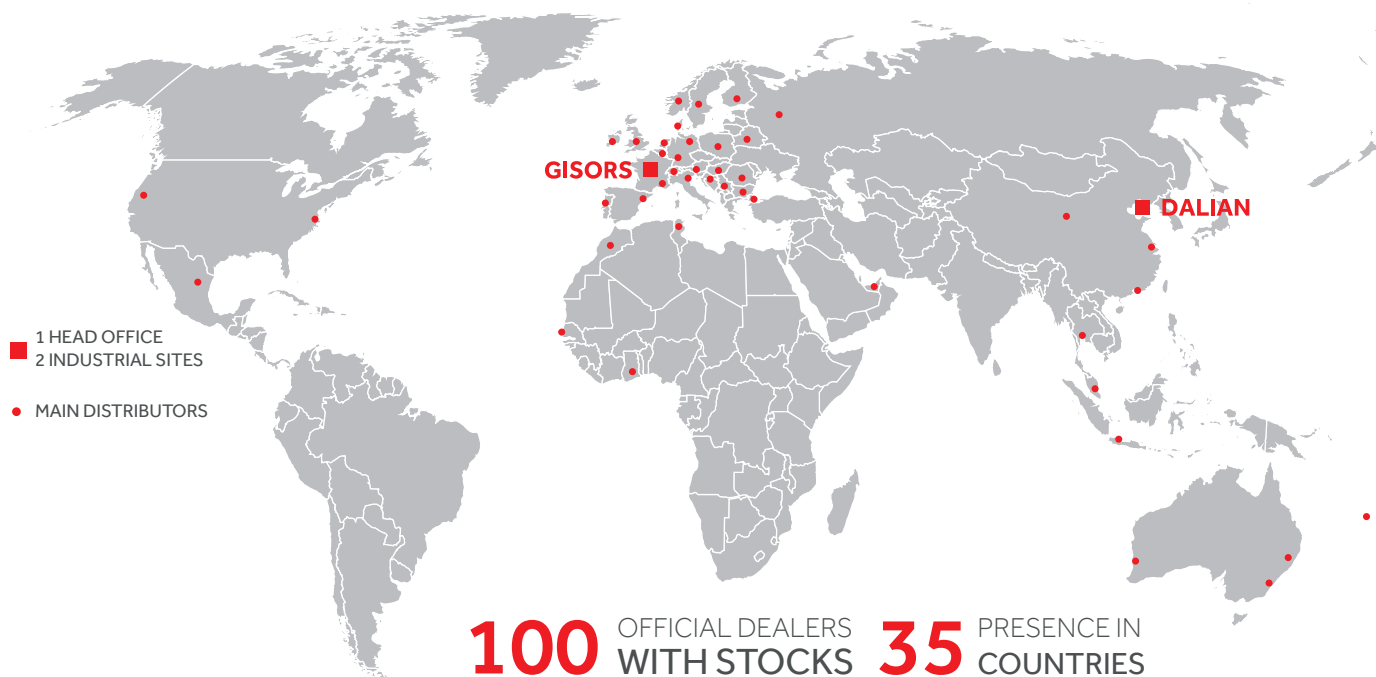 GISORS
DALIAN
1 HEAD OFFICE
2 INDUSTRIAL SITES
MAIN DISTRIBUTORS
100 OFFICIAL DEALERS
WITH STOCKS
35 PRESENCE IN
COUNTRIES